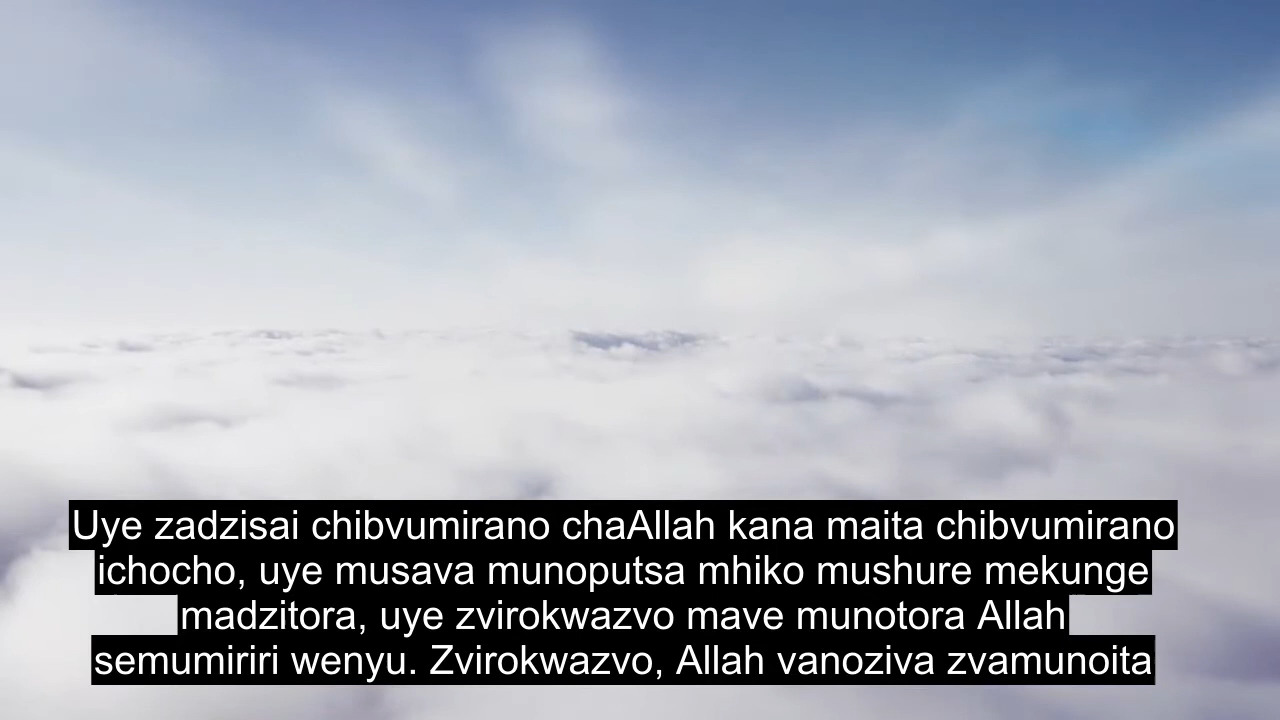 Uye zadzisai chibvumirano chaAllah kana maita chibvumirano
ichocho, uye musava munoputsa mhiko mushure mekunge
madzitora, uye zvirokwazvo mave munotora Allah
semumiriri wenyu. Zvirokwazvo, Allah vanoziva zvamunoita